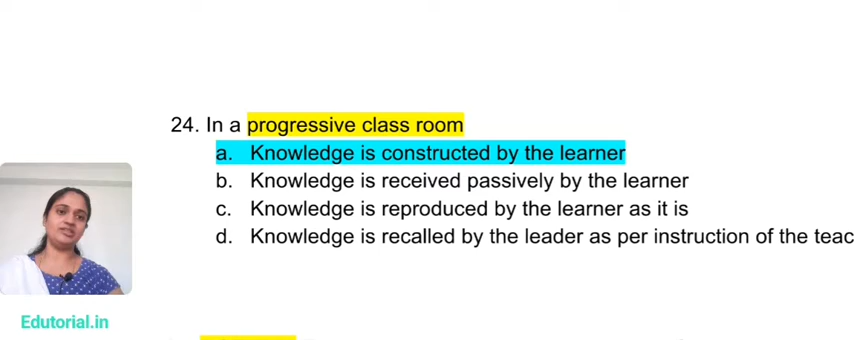 24. In a progressive class room
a. Knowledge is constructed by the learner
b. Knowledge is received passively by the learner
c. Knowledge is reproduced by the learner as it is
d. Knowledge is recalled by the leader as per instruction of the teac
Edutorial.in